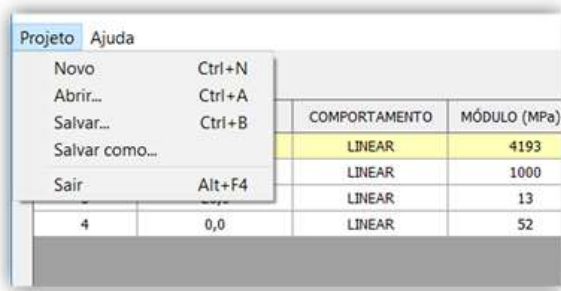 Projeto Ajuda
Novo Ctrl+N
Abrir... Ctrl+A
Salvar... Ctrl+B
Salvar como...
Sair Alt+F4
COMPORTAMENTO MÓDULO (MPa)
LINEAR 4193
LINEAR 1000
LINEAR 13
4 0,0 LINEAR 52